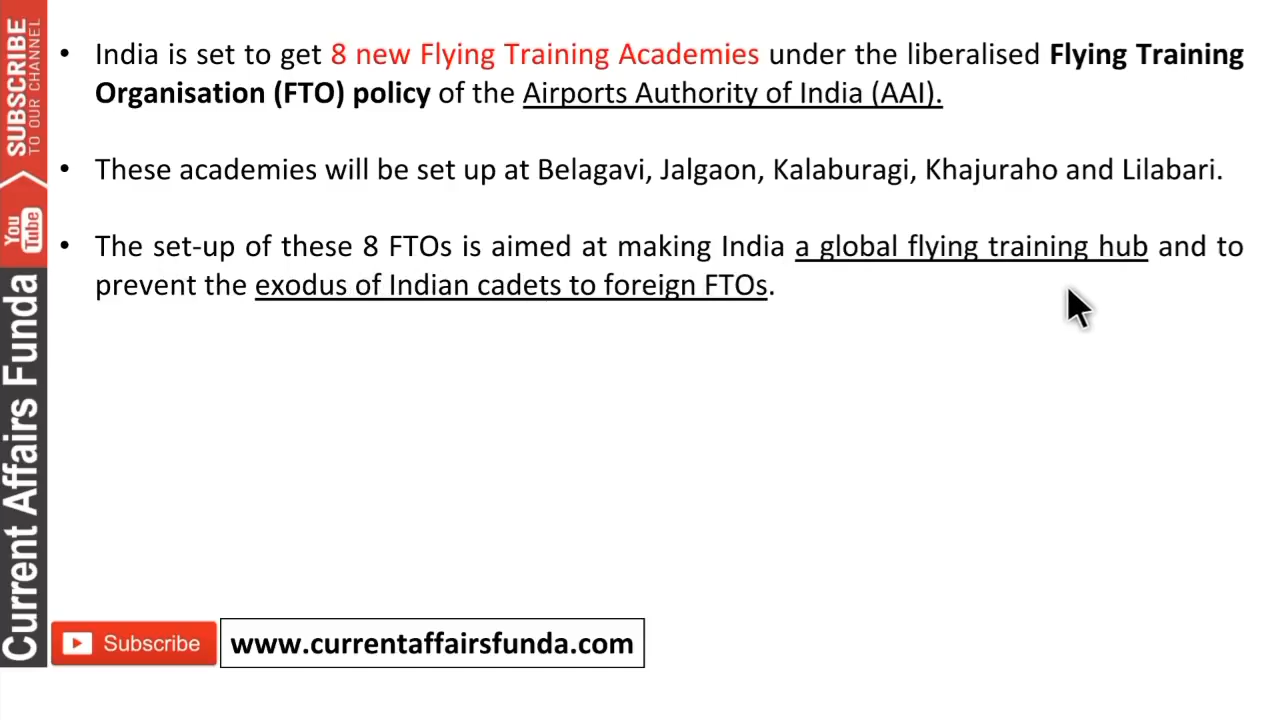 • India is set to get 8 new Flying Training Academies under the liberalised Flying Training
Organisation (FTO) policy of the Airports Authority of India (AAI).
• These academies will be set up at Belagavi, Jalgaon, Kalaburagi, Khajuraho and Lilabari.
• The set-up of these 8 FTOs is aimed at making India a global flying training hub and to
prevent the exodus of Indian cadets to foreign FTOs.
SUBSCRIBE
TO OUR CHANNEL
You
Tube
Current Affairs Funda
Subscribe
www.currentaffairsfunda.com